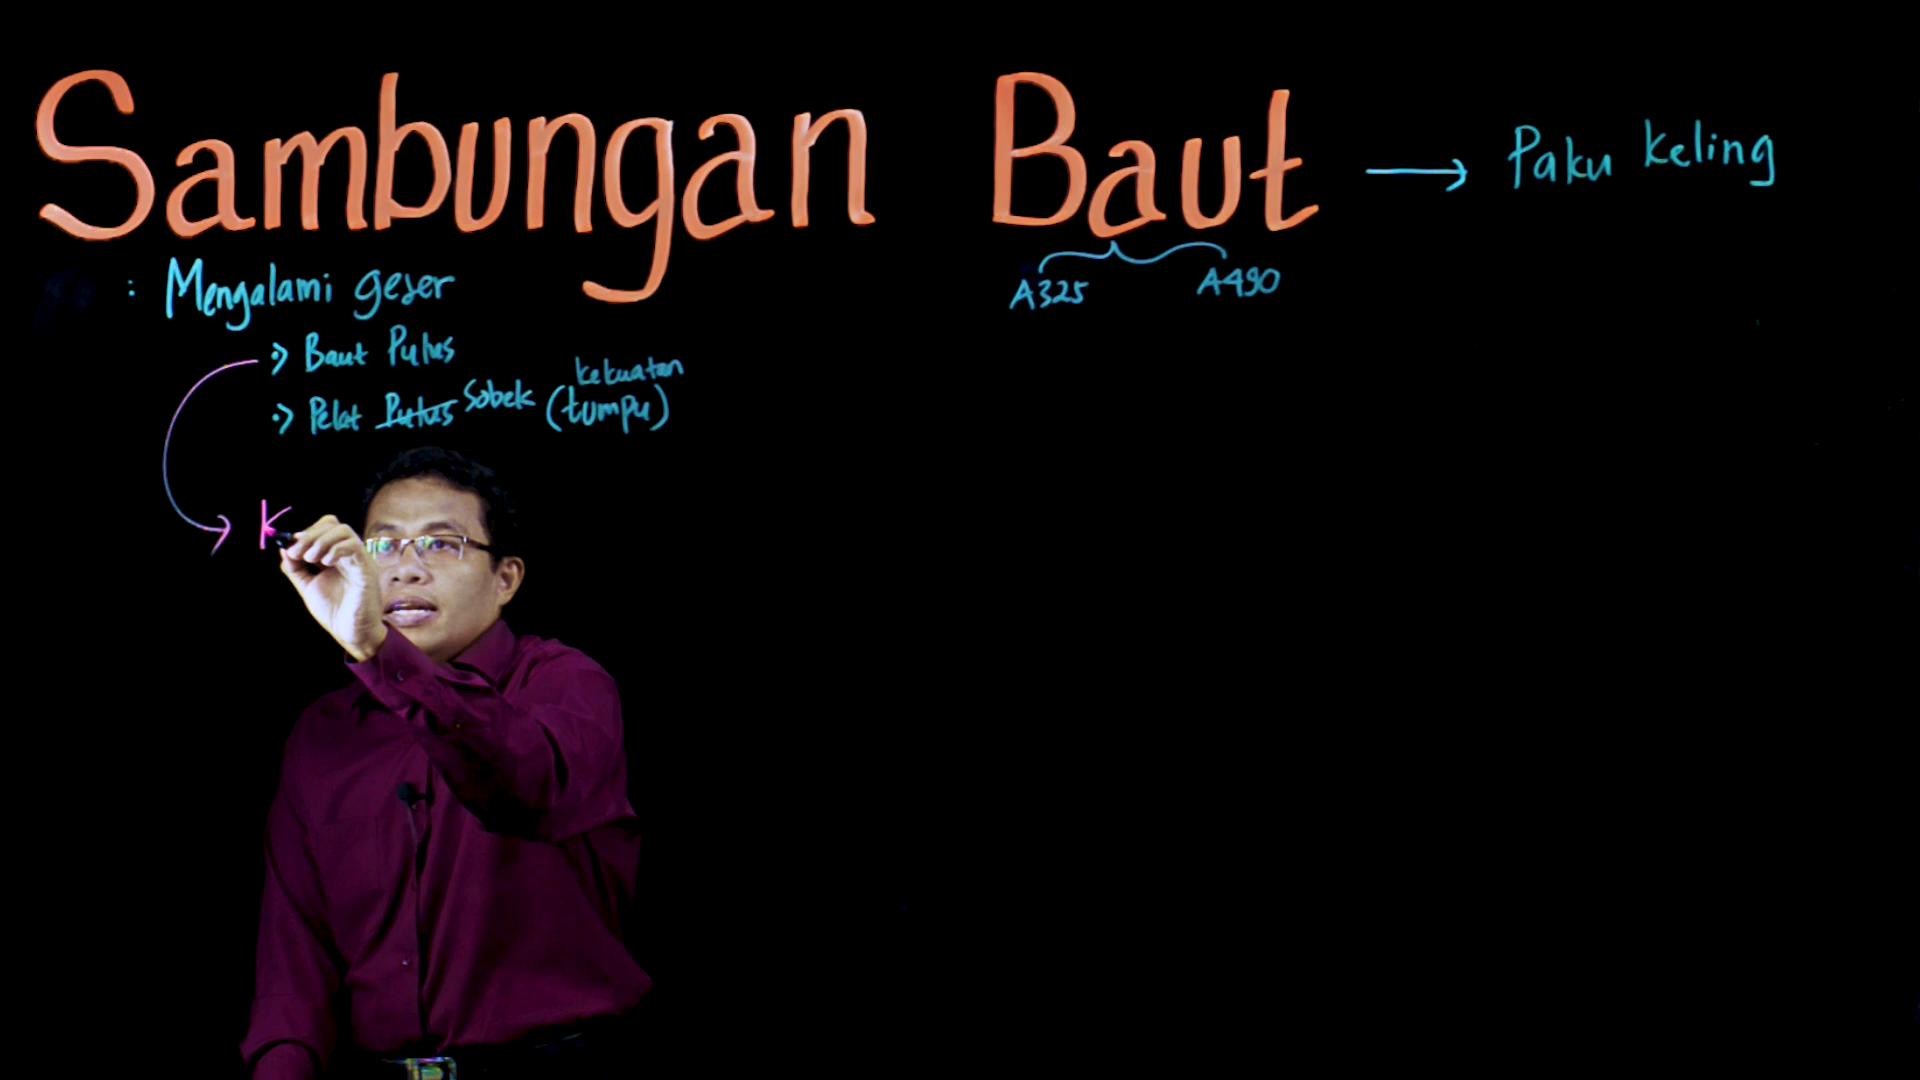 Sambungan Baut → Paku Keling
A325 A490
: Mengalami geser
·> Baut Putus
kekuatan
·> Pelat Putus Sobek (tumpu)
K